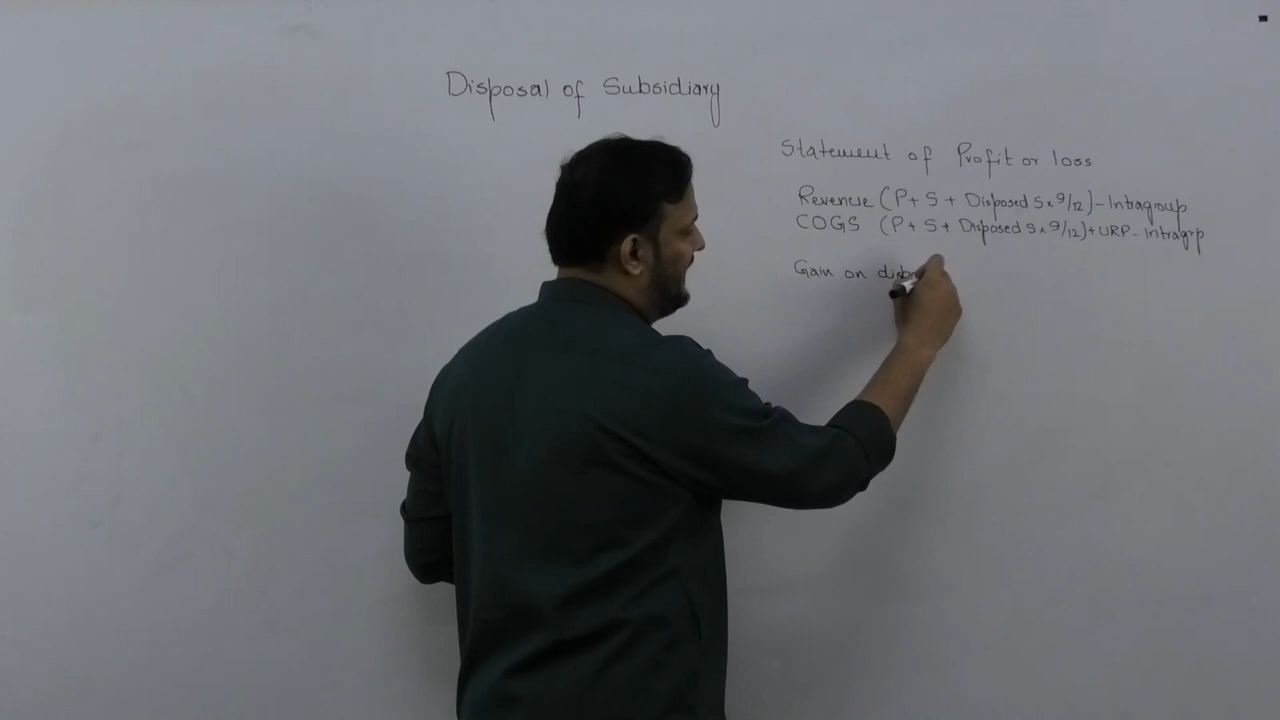 Disposal of Subsidiary
Statement of Profit or loss
Revenue (P+ S + Disposed S x 9/12) - Intragroup
COGS (P+ S + Disposed S x 9/12) + URP - Intragrp
Gain on